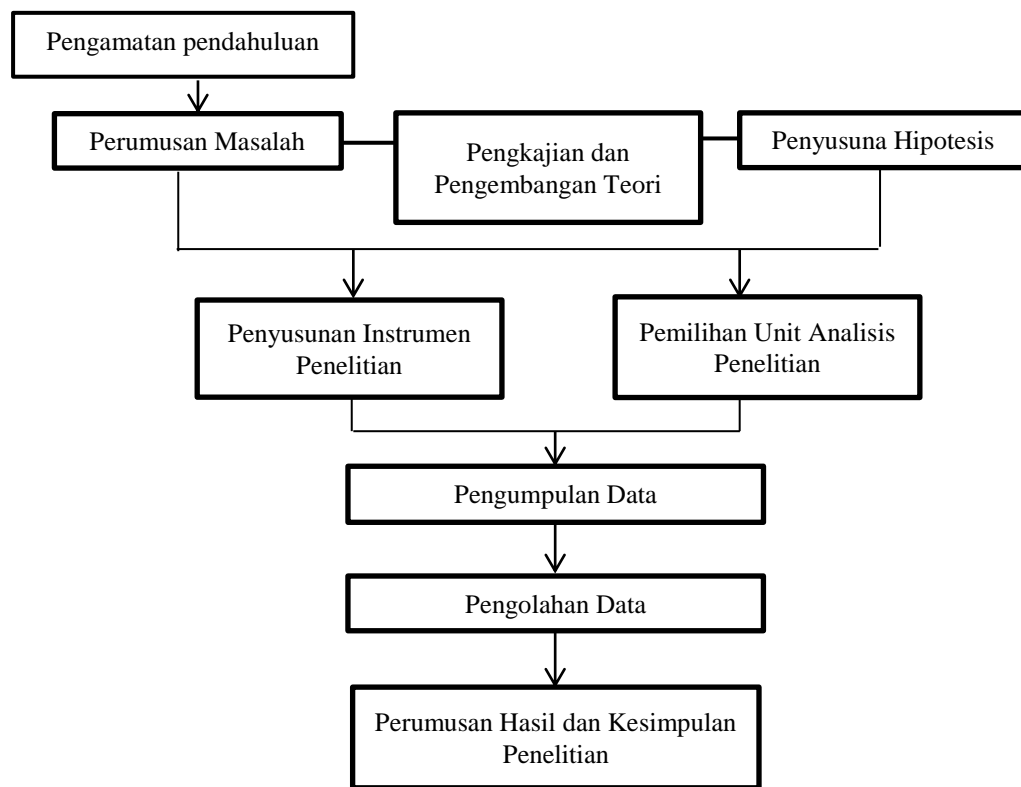 Pengamatan pendahuluan
Perumusan Masalah
Pengkajian dan
Pengembangan Teori
Penyusuna Hipotesis
Penyusunan Instrumen
Penelitian
Pemilihan Unit Analisis
Penelitian
Pengumpulan Data
Pengolahan Data
Perumusan Hasil dan Kesimpulan
Penelitian